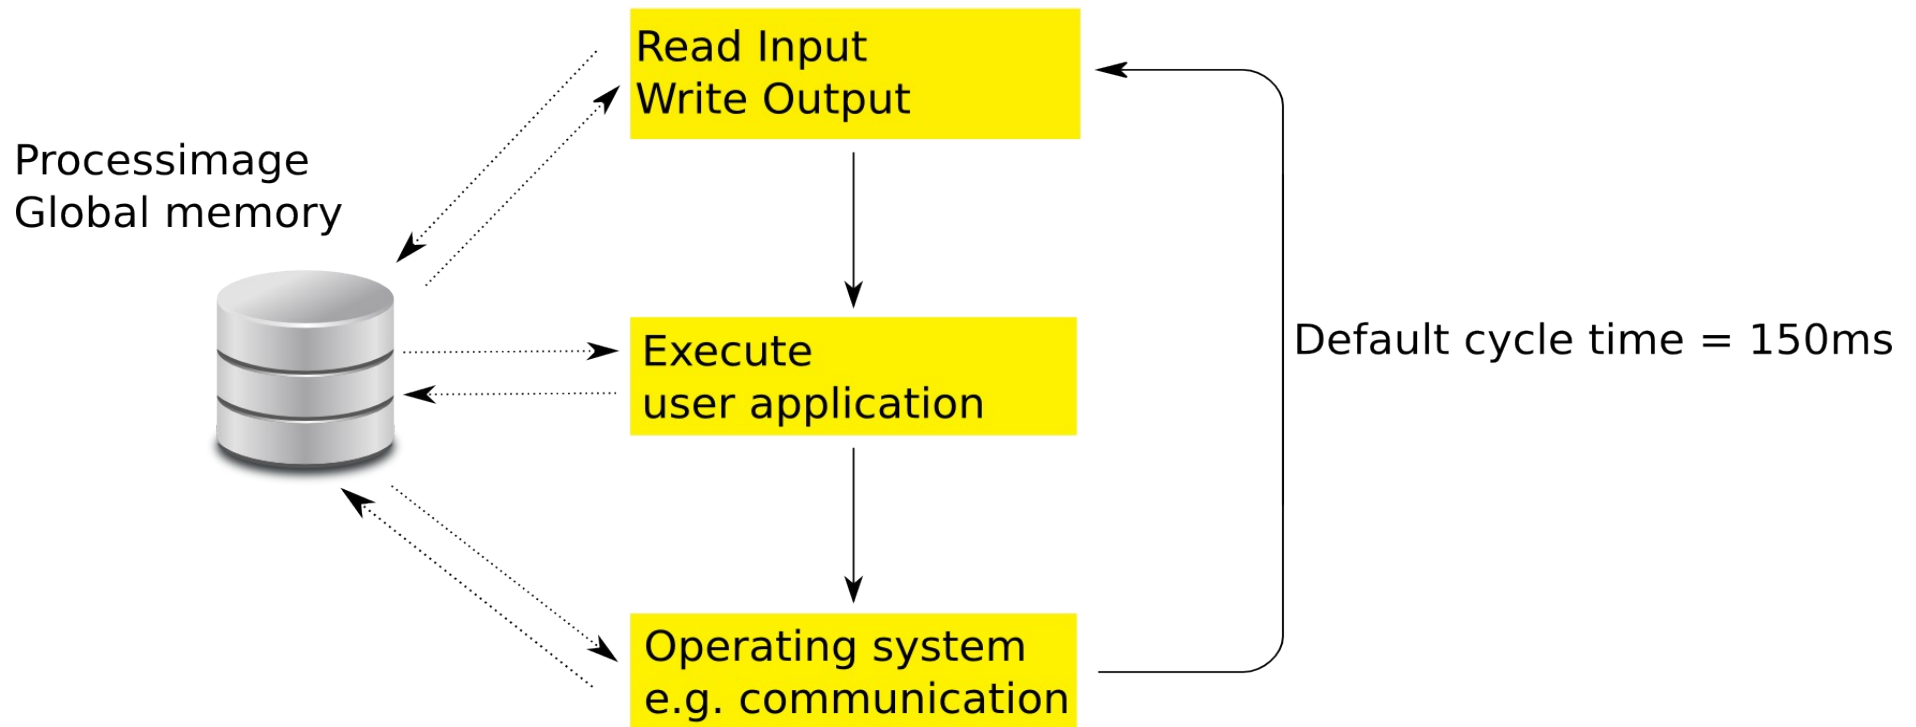 Read Input
Write Output
Processimage
Global memory
Execute
user application
Default cycle time = 150ms
Operating system
e.g. communication